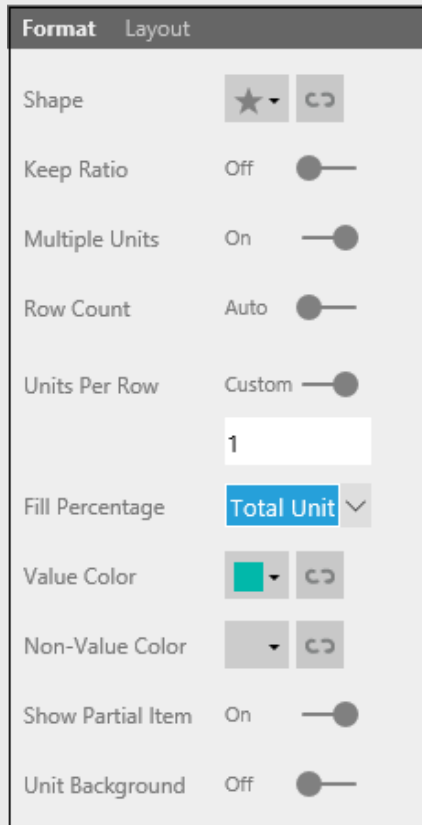 Format Layout
Shape
Keep Ratio Off
Multiple Units On
Row Count Auto
Units Per Row Custom
1
Fill Percentage Total Unit
Value Color
Non-Value Color
Show Partial Item On
Unit Background Off